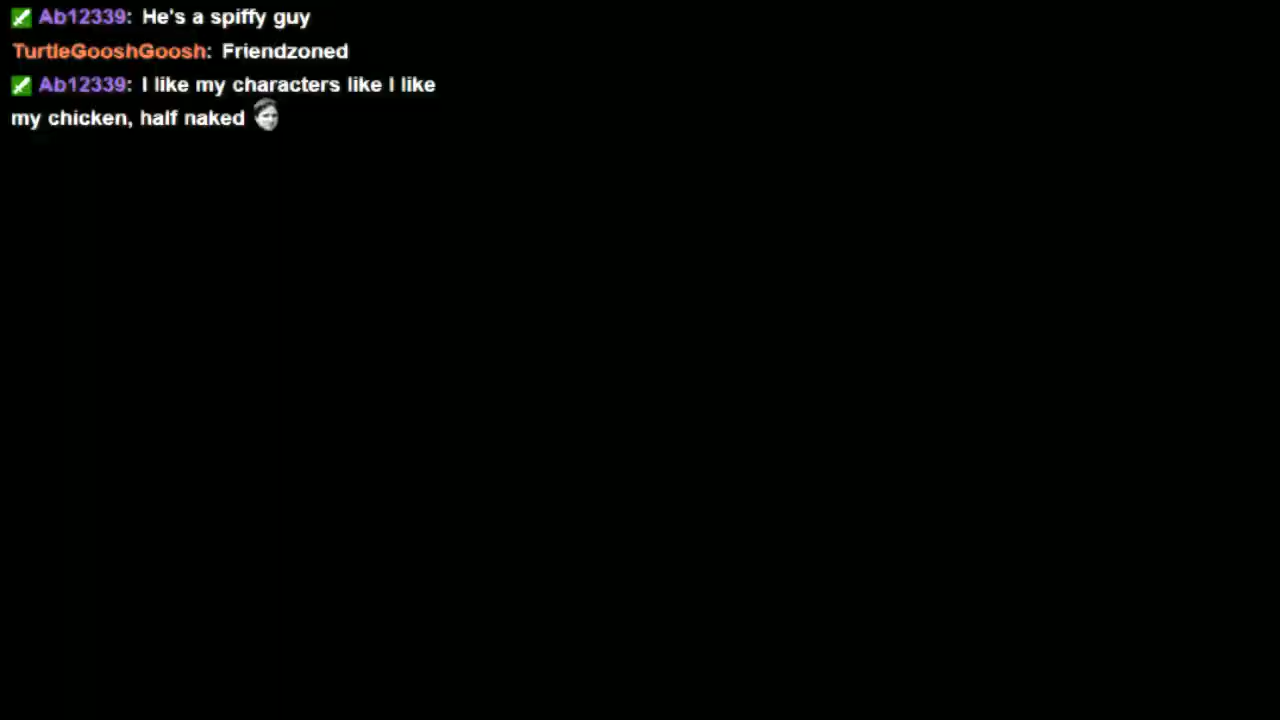 Ab12339: He's a spiffy guy
TurtleGooshGoosh: Friendzoned
Ab12339: I like my characters like I like
my chicken, half naked